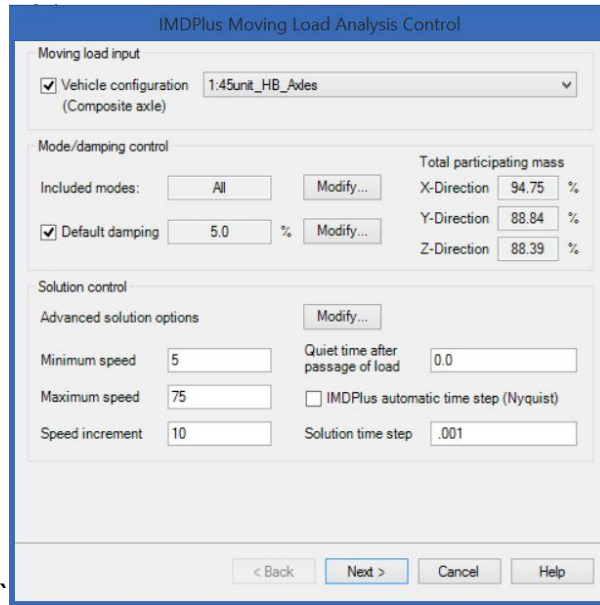 IMDPlus Moving Load Analysis Control
Moving load input
Vehicle configuration 1:45unit_HB_Axles
(Composite axle)
Mode/damping control
Total participating mass
Included modes: All Modify... X-Direction 94.75 %
Y-Direction 88.84 %
Default damping 5.0 % Modify...
Z-Direction 88.39 %
Solution control
Advanced solution options Modify...
Minimum speed 5 Quiet time after passage of load 0.0
Maximum speed 75 IMDPlus automatic time step (Nyquist)
Speed increment 10 Solution time step .001
< Back Next > Cancel Help